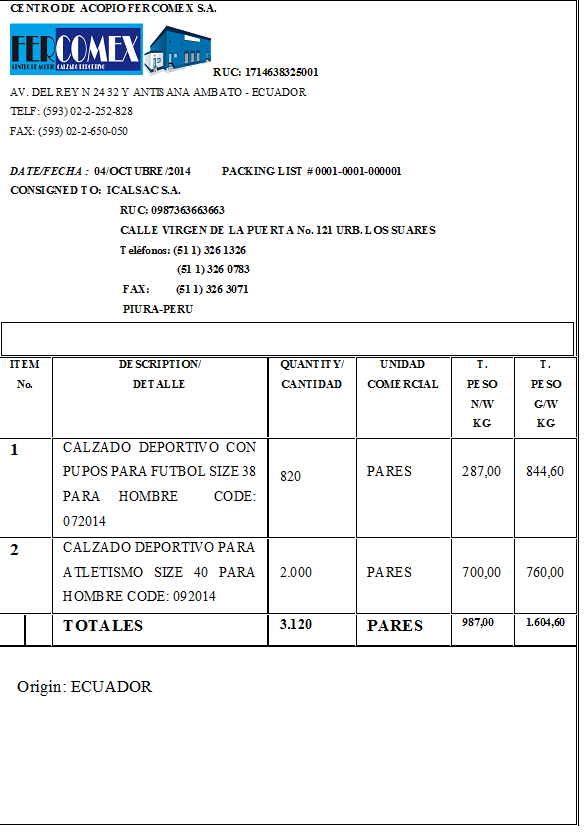 CENTRO DE ACOPIO FERCOMEX S.A.
FERCOMEX
CENTRO DE ACOPIO CALZADO DEPORTIVO
RUC: 1714638325001
AV. DEL REY N 24 32 Y ANTISANA AMBATO - ECUADOR
TELF: (593) 02-2-252-828
FAX: (593) 02-2-650-050
DATE/FECHA : 04/OCTUBRE/2014 PACKING LIST # 0001-0001-000001
CONSIGNED TO: ICALSAC S.A.
RUC: 0987363663663
CALLE VIRGEN DE LA PUERTA No. 121 URB. LOS SUARES
Teléfonos: (51 1) 326 1326
(51 1) 326 0783
FAX: (51 1) 326 3071
PIURA-PERU
ITEM No. DESCRIPTION/ DETALLE QUANTITY/ CANTIDAD UNIDAD COMERCIAL T. PESO N/W KG T. PESO G/W KG
1 CALZADO DEPORTIVO CON
PUPOS PARA FUTBOL SIZE 38 820 PARES 287,00 844,60
PARA HOMBRE CODE:
072014
2 CALZADO DEPORTIVO PARA
ATLETISMO SIZE 40 PARA 2.000 PARES 700,00 760,00
HOMBRE CODE: 092014
TOTALES 3.120 PARES 987,00 1.604,60
Origin: ECUADOR